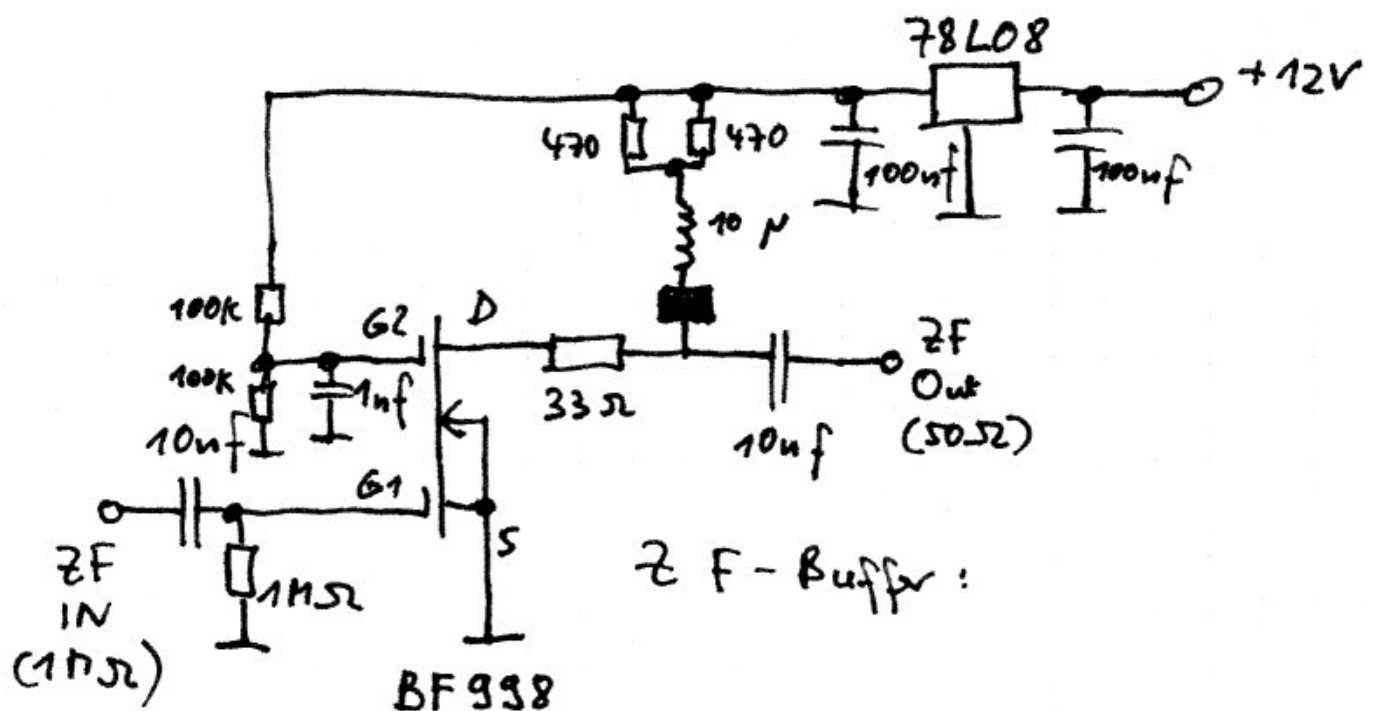 78L08
+12V
470
470
100nf
100nf
10 µ
100K
G2
D
100K
1nf
33Ω
ZF
Out
(50Ω)
10nf
10nf
G1
S
ZF
IN
(1MΩ)
1MΩ
ZF-Buffer:
BF998